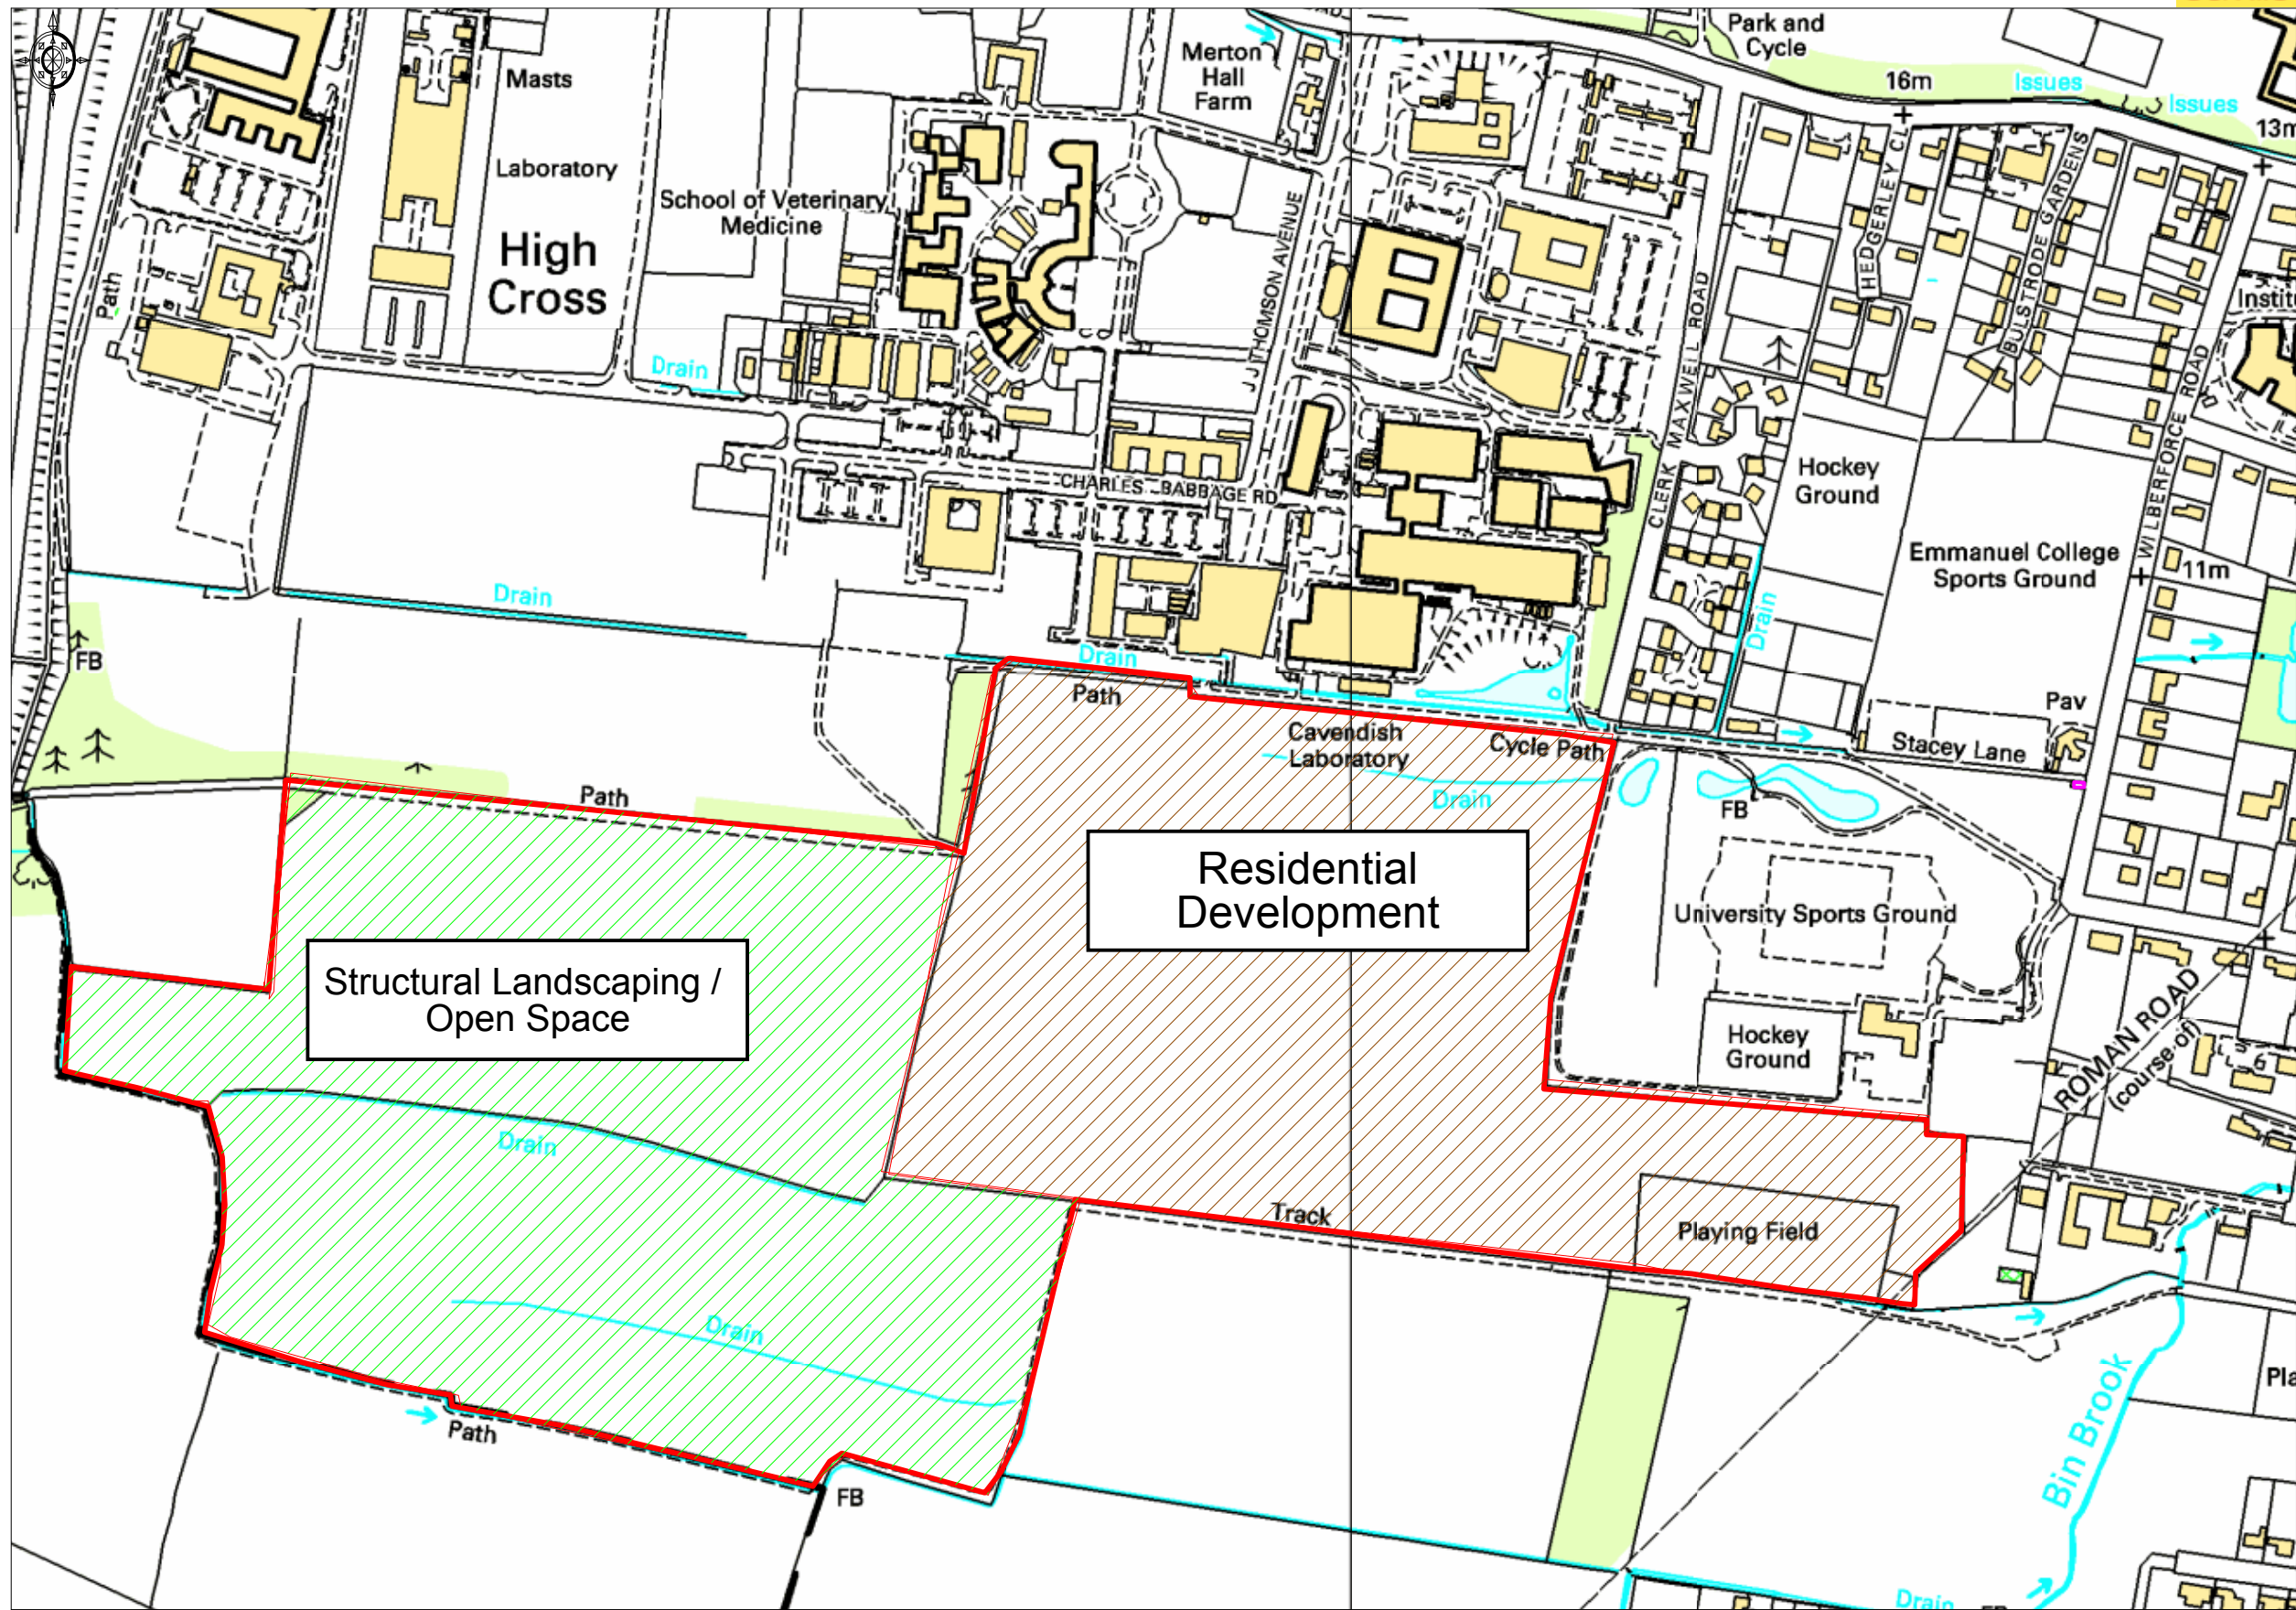 Park and
Cycle
Merton
Hall
Farm
16m
Issues
Issues
Masts
Laboratory
School of Veterinary
Medicine
High
Cross
Path
JJ THOMSON AVENUE
HEDGERLEY CL
BULSTRODE GARDENS
CLERK MAXWELL ROAD
WILBERFORCE ROAD
Drain
Hockey
Ground
CHARLES BABBAGE RD
Emmanuel College
Sports Ground
11m
Drain
Drain
FB
Drain
Path
Pav
Cavendish
Laboratory
Cycle Path
Stacey Lane
Path
Drain
FB
Residential
Development
University Sports Ground
Structural Landscaping /
Open Space
Hockey
Ground
ROMAN ROAD
(course of)
6
Drain
Track
Playing Field
Drain
Bin Brook
Path
FB
Drain